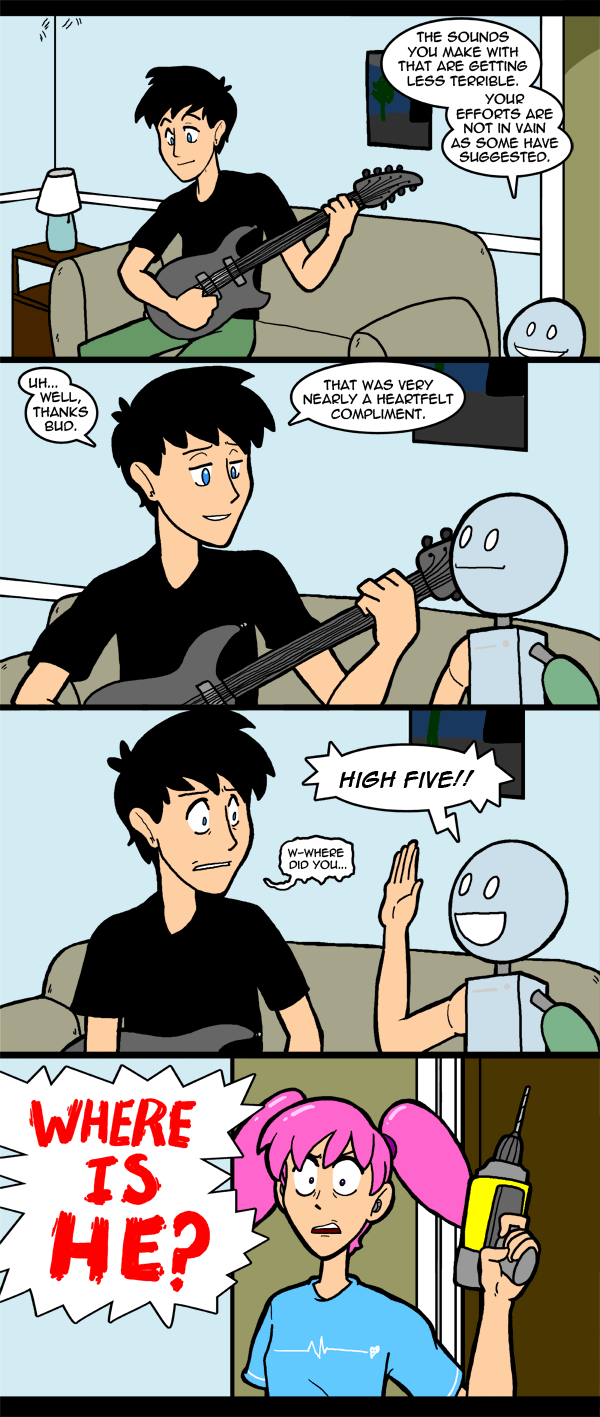 THE SOUNDS
YOU MAKE WITH
THAT ARE GETTING
LESS TERRIBLE.
YOUR
EFFORTS ARE
NOT IN VAIN
AS SOME HAVE
SUGGESTED.
UH...
WELL,
THANKS
BUD.
THAT WAS VERY
NEARLY A HEARTFELT
COMPLIMENT.
HIGH FIVE!!
W-WHERE
DID YOU...
WHERE
IS
HE?